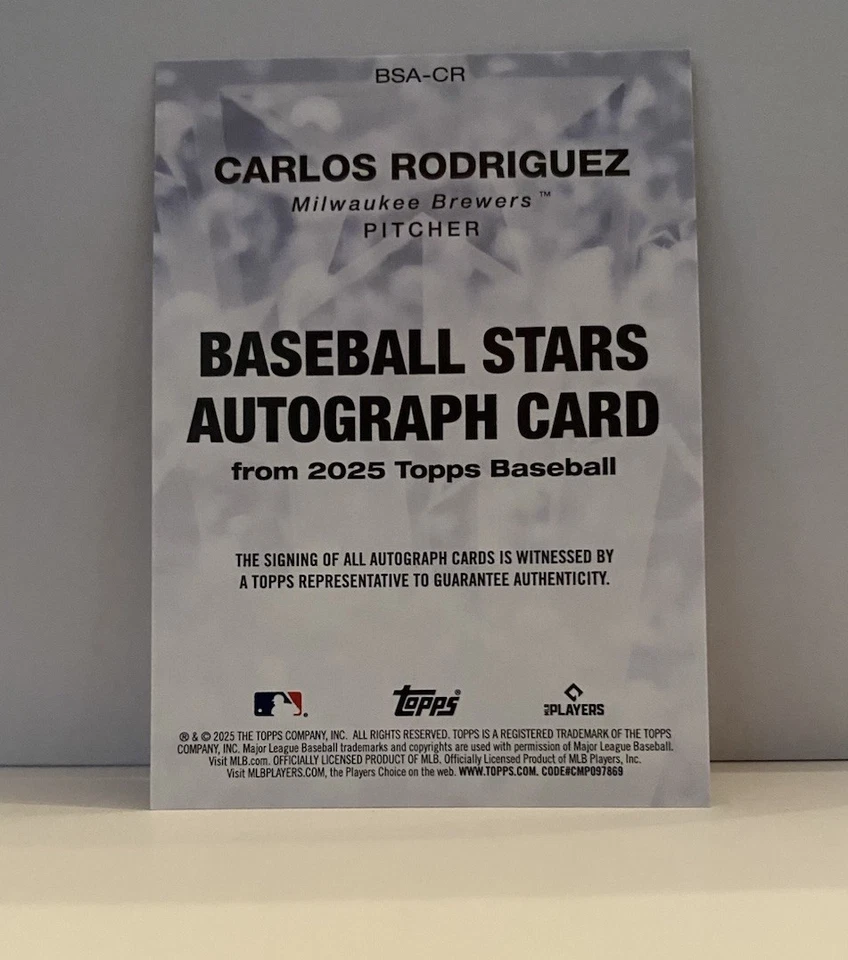 BSA-CR
CARLOS RODRIGUEZ
Milwaukee Brewers™
PITCHER
BASEBALL STARS
AUTOGRAPH CARD
from 2025 Topps Baseball
THE SIGNING OF ALL AUTOGRAPH CARDS IS WITNESSED BY
A TOPPS REPRESENTATIVE TO GUARANTEE AUTHENTICITY.
Topps® MLB PLAYERS
® & © 2025 THE TOPPS COMPANY, INC. ALL RIGHTS RESERVED. TOPPS IS A REGISTERED TRADEMARK OF THE TOPPS
COMPANY, INC. Major League Baseball trademarks and copyrights are used with permission of Major League Baseball.
Visit MLB.com. OFFICIALLY LICENSED PRODUCT OF MLB. Officially Licensed Product of MLB Players, Inc.
Visit MLBPLAYERS.COM, the Players Choice on the web. WWW.TOPPS.COM. CODE#CMP097869